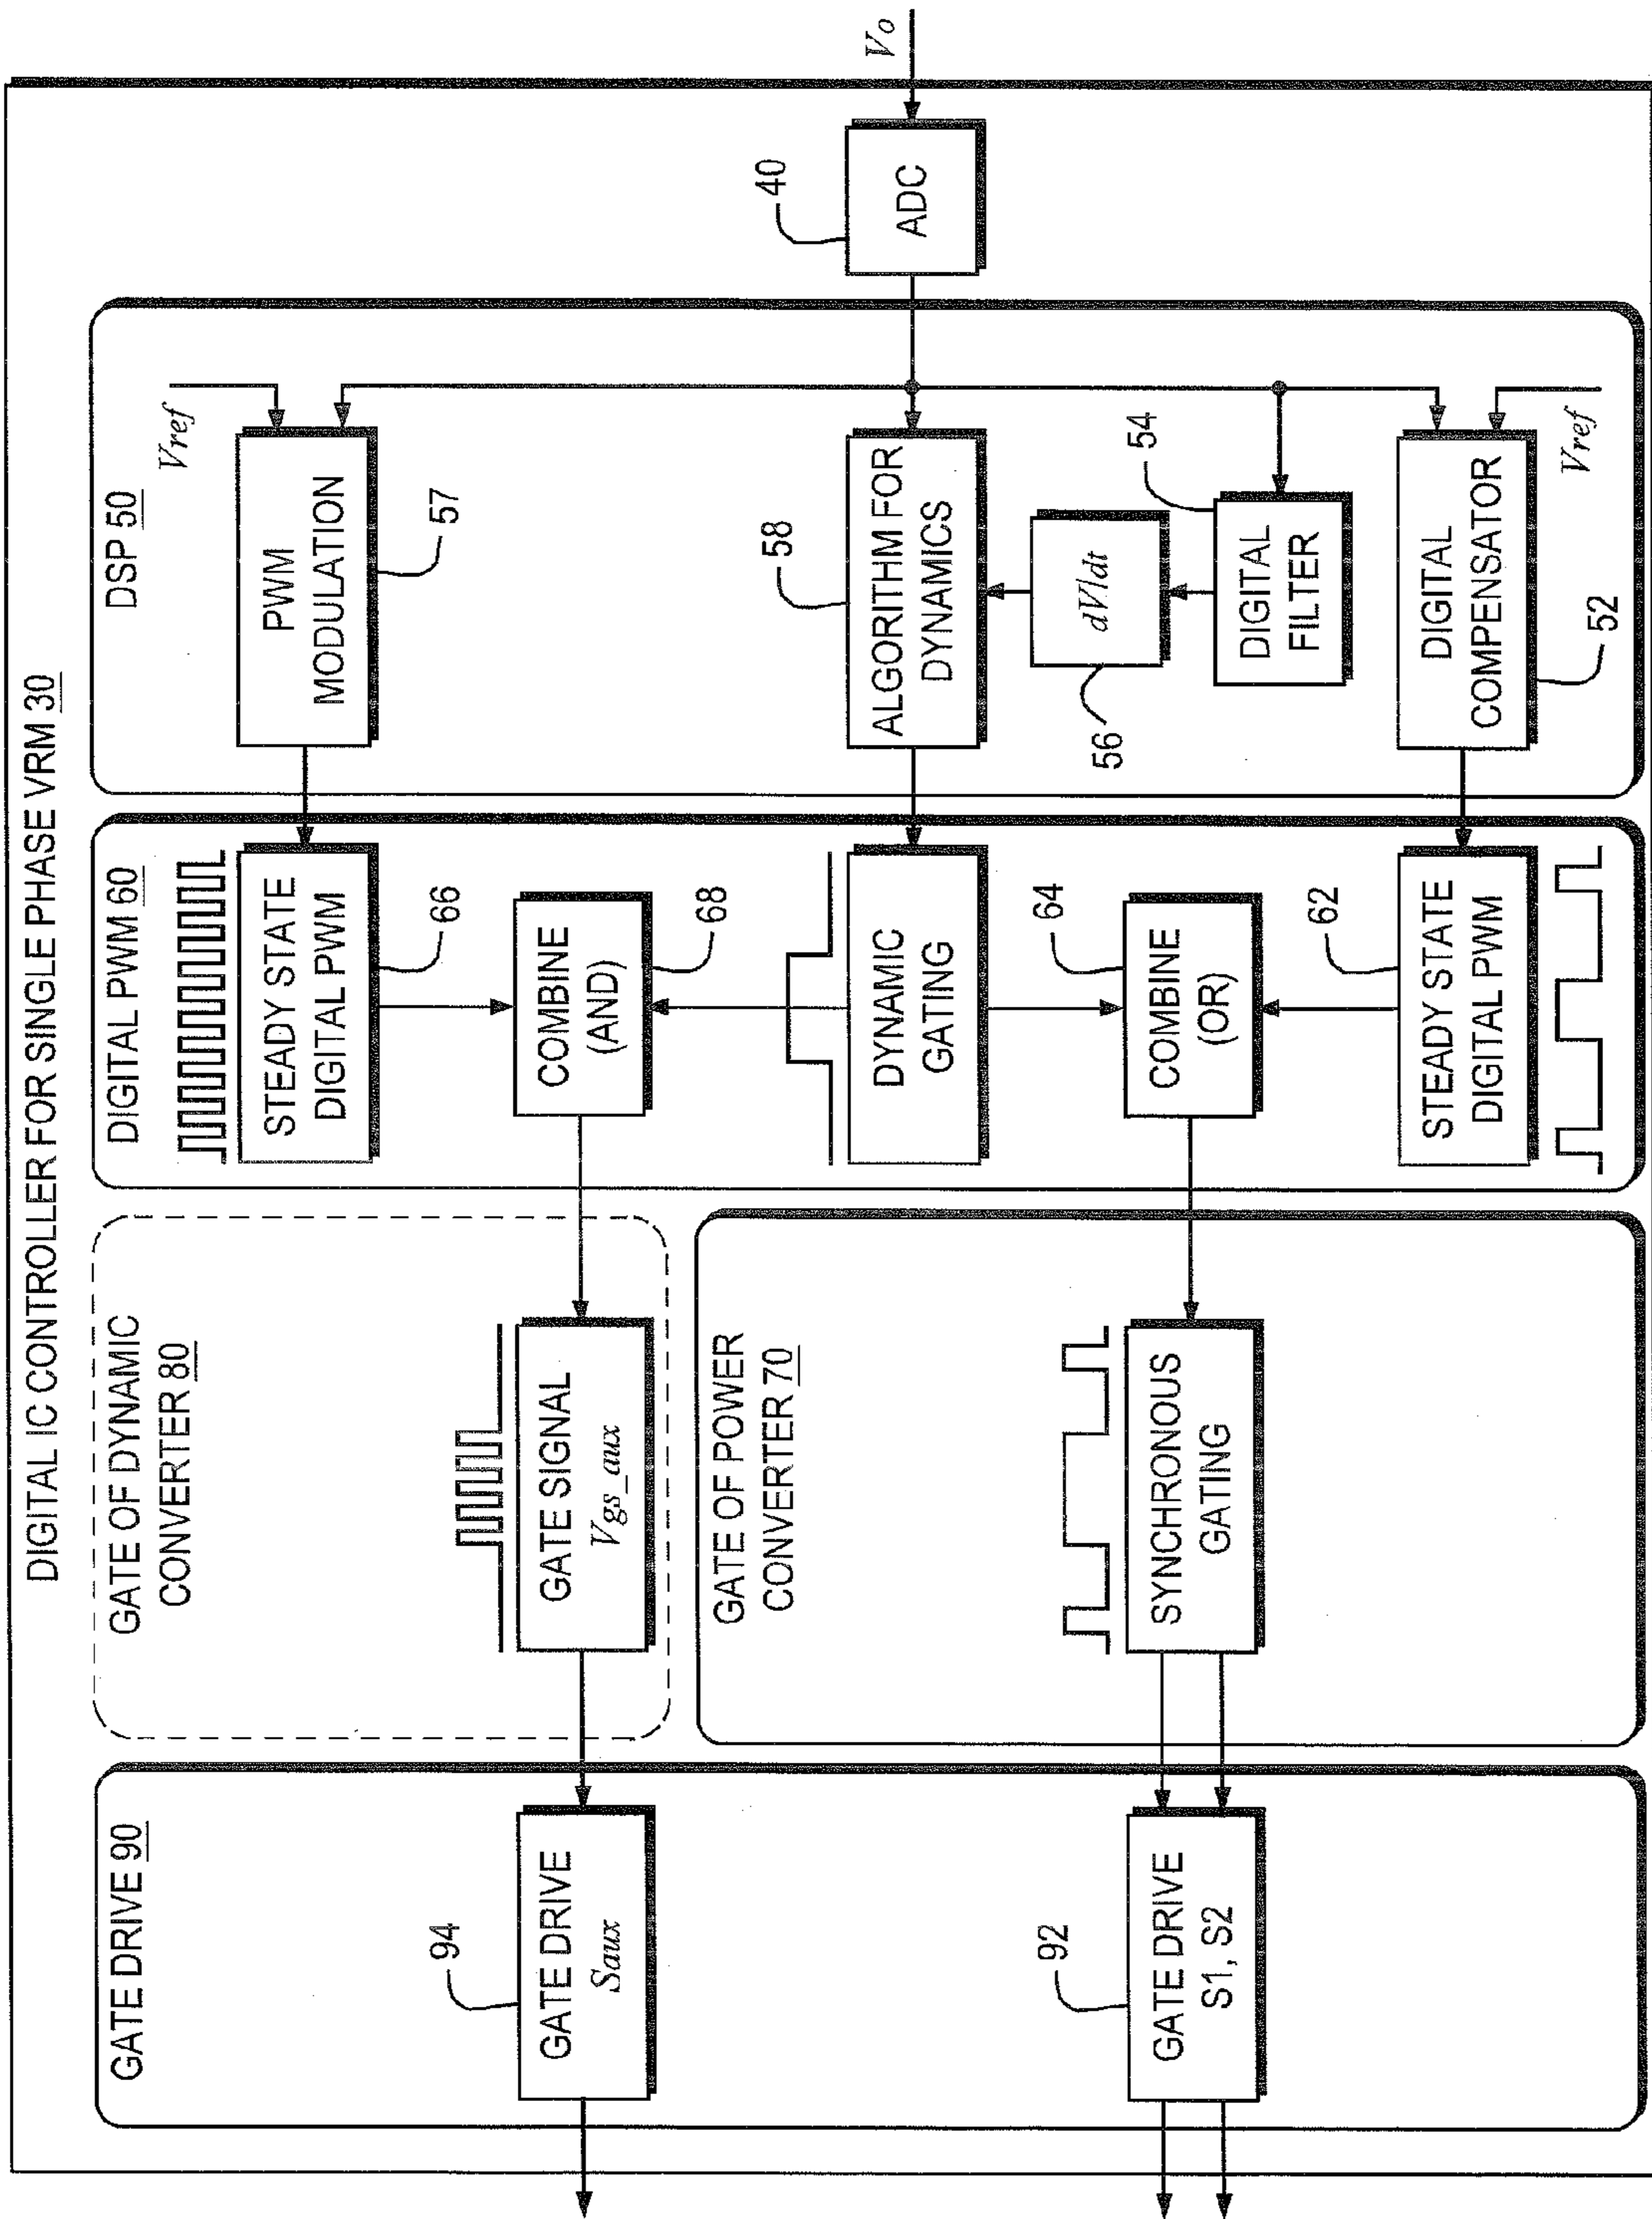 DIGITAL IC CONTROLLER FOR SINGLE PHASE VRM 30
GATE DRIVE 90
94
GATE DRIVE
Saux
92
GATE DRIVE
S1, S2
GATE OF DYNAMIC
CONVERTER 80
GATE SIGNAL
Vgs_aux
GATE OF POWER
CONVERTER 70
SYNCHRONOUS
GATING
DIGITAL PWM 60
STEADY STATE
DIGITAL PWM
66
COMBINE
(AND)
68
DYNAMIC
GATING
64
COMBINE
(OR)
62
STEADY STATE
DIGITAL PWM
DSP 50
Vref
PWM
MODULATION
57
58
ALGORITHM FOR
DYNAMICS
dV/dt
56
54
DIGITAL
FILTER
DIGITAL
COMPENSATOR
52
Vref
40
ADC
Vo